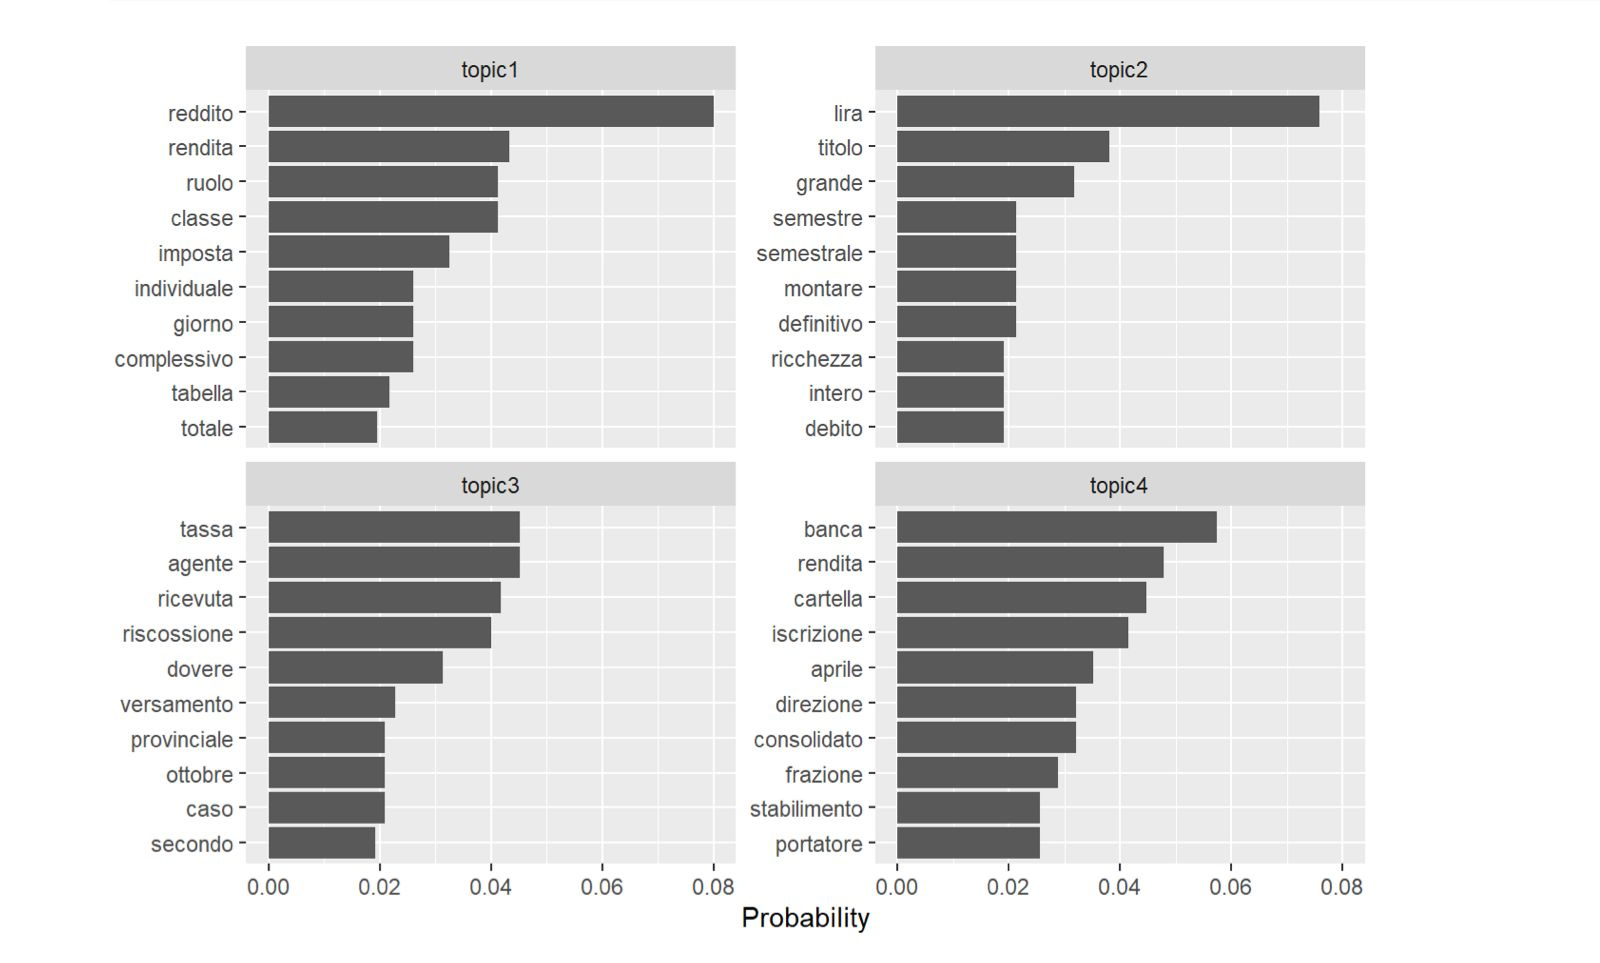 topic1
reddito
rendita
ruolo
classe
imposta
individuale
giorno
complessivo
tabella
totale
topic2
lira
titolo
grande
semestre
semestrale
montare
definitivo
ricchezza
intero
debito
topic3
tassa
agente
ricevuta
riscossione
dovere
versamento
provinciale
ottobre
caso
secondo
0.00 0.02 0.04 0.06 0.08
topic4
banca
rendita
cartella
iscrizione
aprile
direzione
consolidato
frazione
stabilimento
portatore
0.00 0.02 0.04 0.06 0.08
Probability